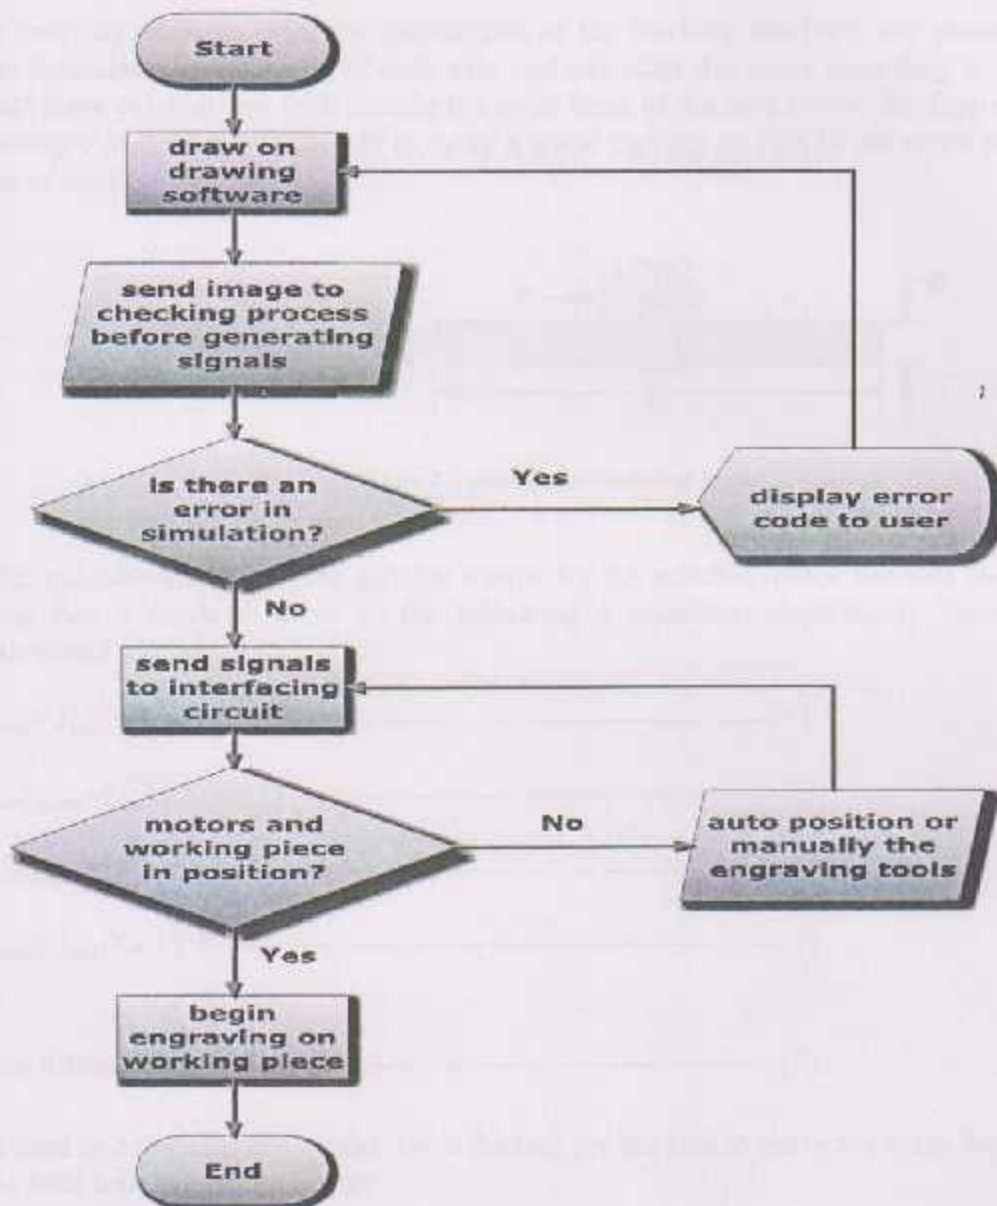 Start
draw on
drawing
software
send image to
checking process
before generating
signals
is there an
error in
simulation?
Yes
display error
code to user
No
send signals
to interfacing
circuit
motors and
working piece
in position?
No
auto position or
manually the
engraving tools
Yes
begin
engraving on
working piece
End